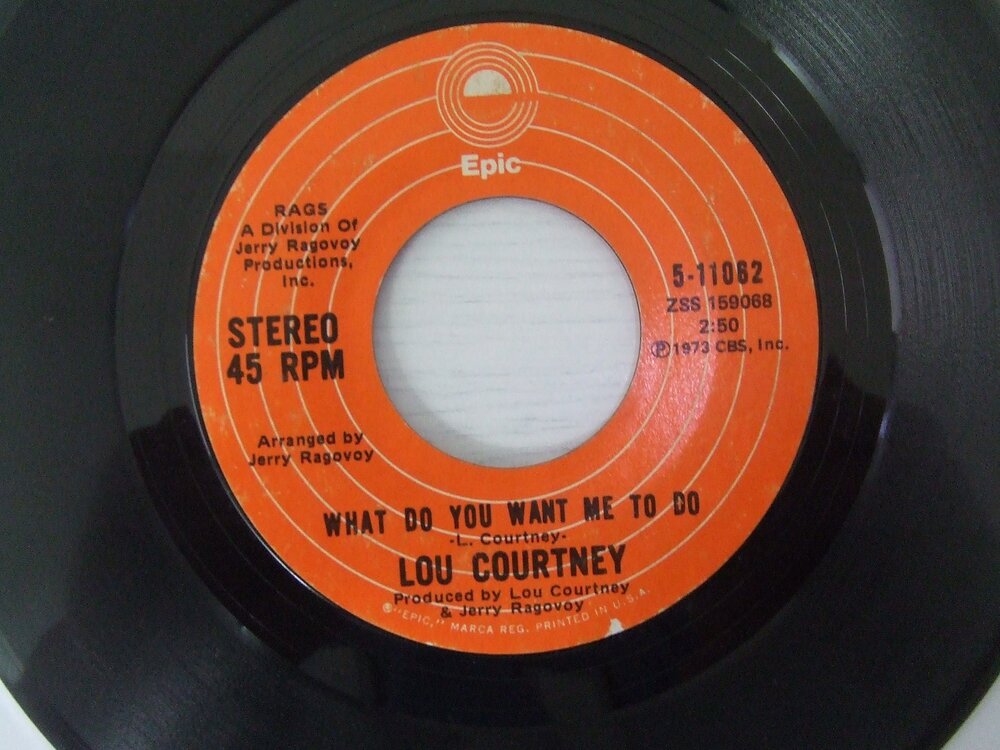 Epic
RAGS
A Division Of
Jerry Ragovoy
Productions,
Inc.
STEREO
45 RPM
Arranged by
Jerry Ragovoy
5-11062
ZSS 159068
2:50
Ⓟ1973 CBS, Inc.
WHAT DO YOU WANT ME TO DO
-L. Courtney-
LOU COURTNEY
Produced by Lou Courtney
& Jerry Ragovoy
®"EPIC," MARCA REG. PRINTED IN U.S.A.